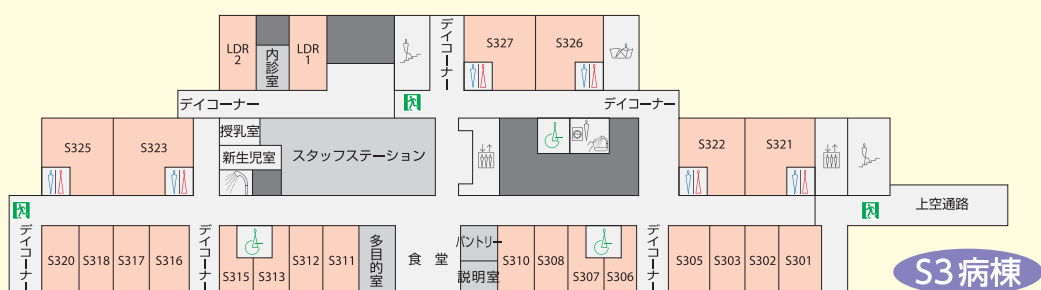 LDR
2
内診室
LDR
1
デイコーナー
S327
S326
デイコーナー
デイコーナー
S325
S323
授乳室
新生児室
スタッフステーション
S322
S321
上空通路
デイコーナー
S320
S318
S317
S316
デイコーナー
S315
S313
S312
S311
多目的室
食堂
パントリー
説明室
S310
S308
S307
S306
デイコーナー
S305
S303
S302
S301
S3病棟